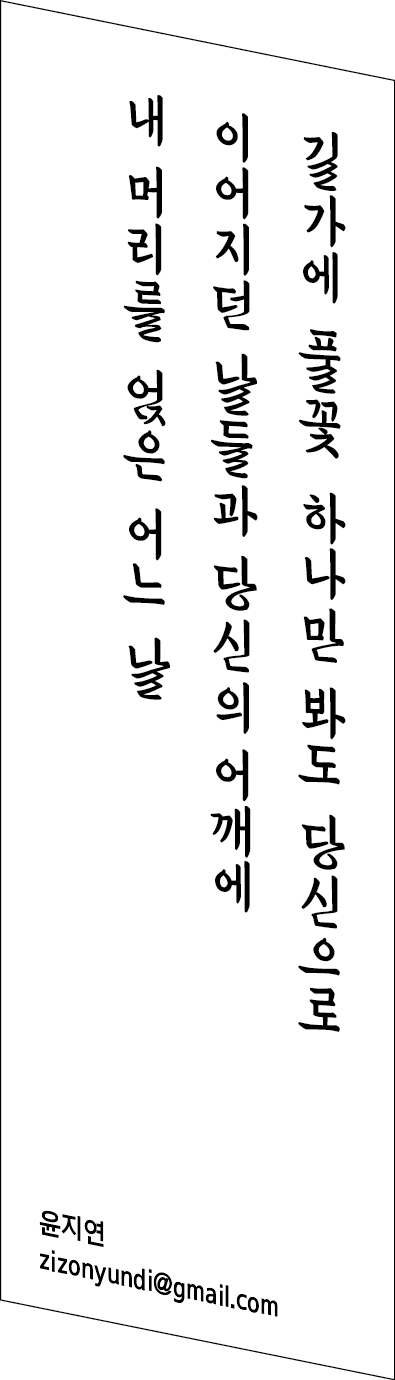 길가에 풀꽃 하나만 봐도 당신으로
이어지던 날들과 당신의 어깨에
내 머리를 얹은 어느 날
윤지연
zizonyundi@gmail.com